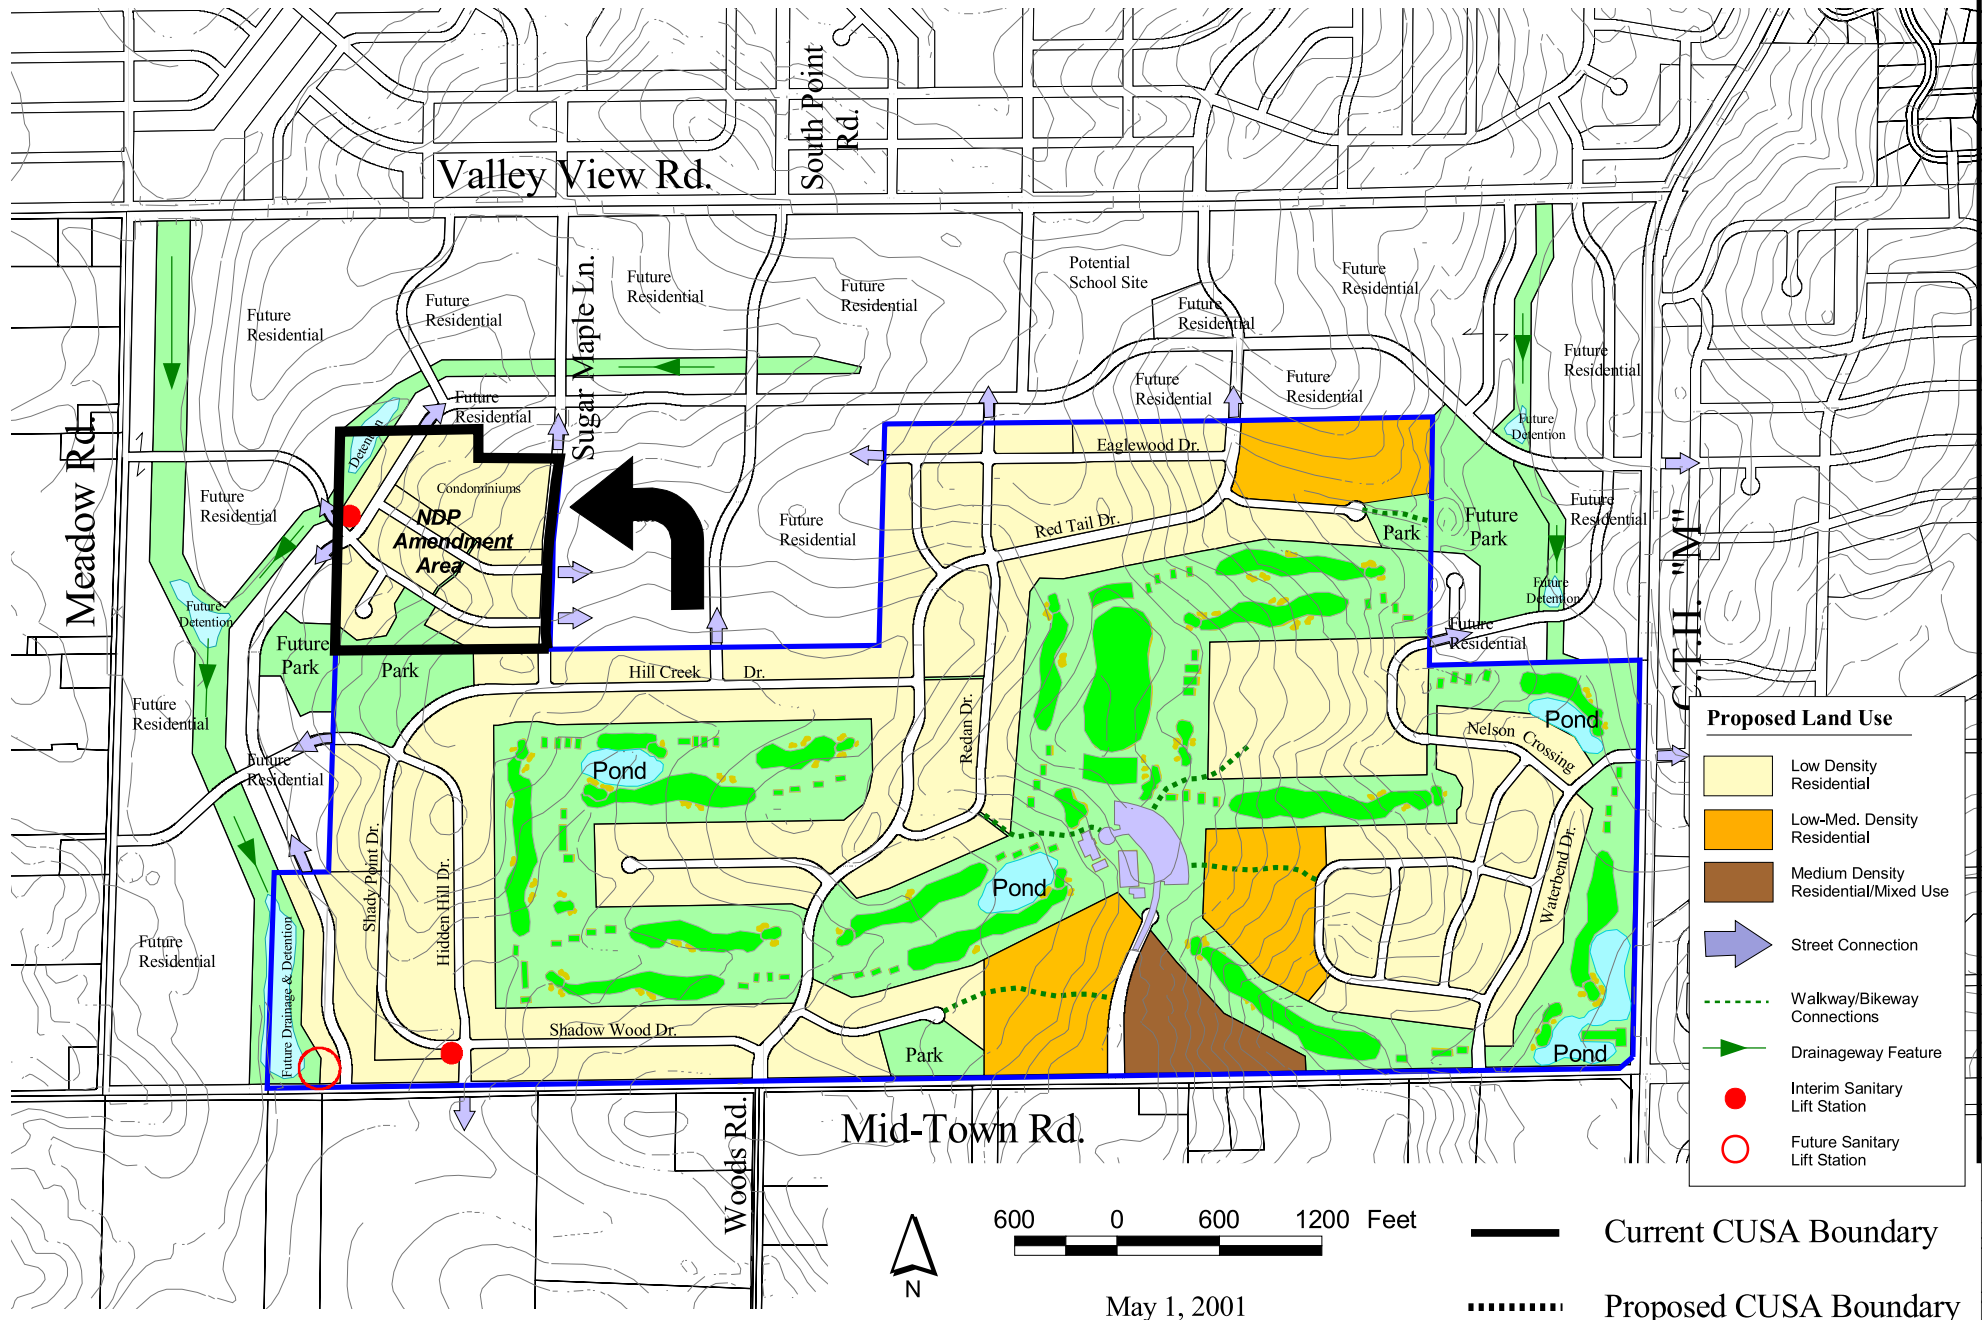 South Point
Rd.
Valley View Rd.
Sugar Maple Ln.
Meadow Rd.
Future
Residential
Future
Residential
Future
Residential
Future
Residential
Potential
School Site
Future
Residential
Future
Residential
Future
Residential
Future
Residential
Future
Residential
Future
Residential
Future
Detention
Detention
Eaglewood Dr.
Condominiums
NDP
Amendment
Area
Future
Residential
Future
Residential
Red Tail Dr.
Park
Future
Park
Future
Residential
C.T.H. "M"
Future
Detention
Future
Detention
Future
Residential
Future
Park
Park
Hill Creek Dr.
Future
Residential
Redan Dr.
Pond
Nelson Crossing
Future
Residential
Pond
Shady Point Dr.
Hidden Hill Dr.
Pond
Waterbend Dr.
Future
Residential
Future Drainage & Detention
Shadow Wood Dr.
Park
Pond
Mid-Town Rd.
Woods Rd.
Proposed Land Use
Low Density
Residential
Low-Med. Density
Residential
Medium Density
Residential/Mixed Use
Street Connection
Walkway/Bikeway
Connections
Drainageway Feature
Interim Sanitary
Lift Station
Future Sanitary
Lift Station
N
600 0 600 1200 Feet
May 1, 2001
Current CUSA Boundary
Proposed CUSA Boundary